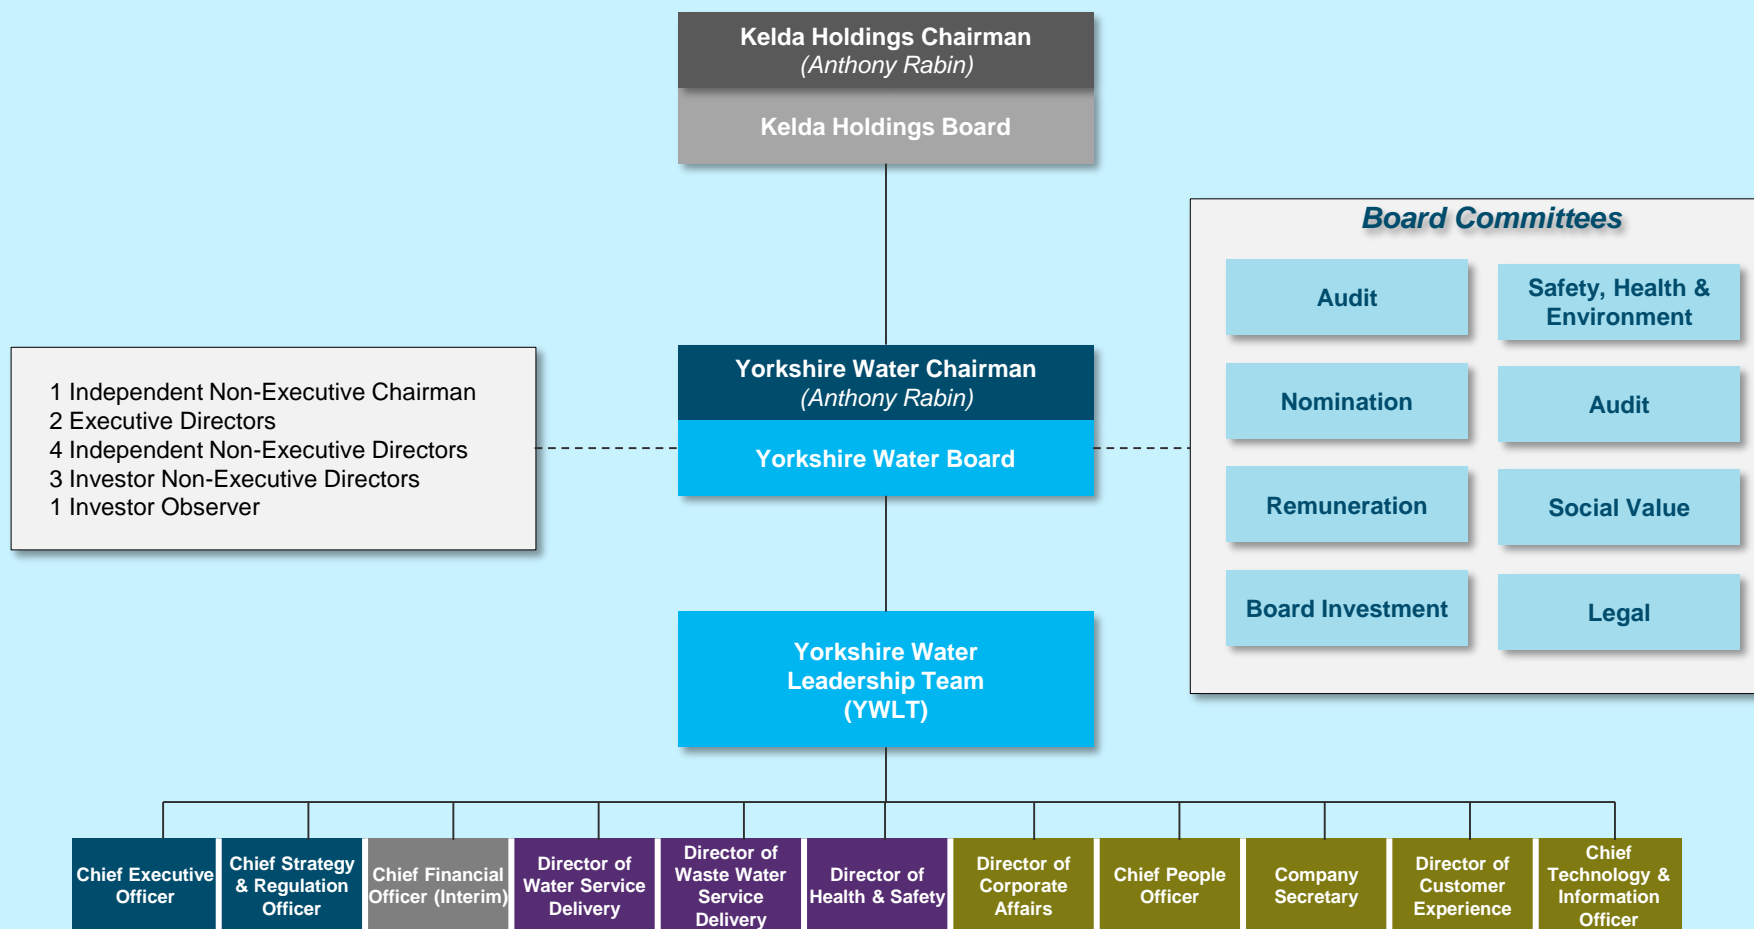 Kelda Holdings Chairman
(Anthony Rabin)
Kelda Holdings Board
Board Committees
Audit
Safety, Health &
Environment
Nomination
Audit
Remuneration
Social Value
Board Investment
Legal
1 Independent Non-Executive Chairman
2 Executive Directors
4 Independent Non-Executive Directors
3 Investor Non-Executive Directors
1 Investor Observer
Yorkshire Water Chairman
(Anthony Rabin)
Yorkshire Water Board
Yorkshire Water
Leadership Team
(YWLT)
Chief Executive
Officer
Chief Strategy
& Regulation
Officer
Chief Financial
Officer (Interim)
Director of
Water Service
Delivery
Director of
Waste Water
Service
Delivery
Director of
Health & Safety
Director of
Corporate
Affairs
Chief People
Officer
Company
Secretary
Director of
Customer
Experience
Chief
Technology &
Information
Officer